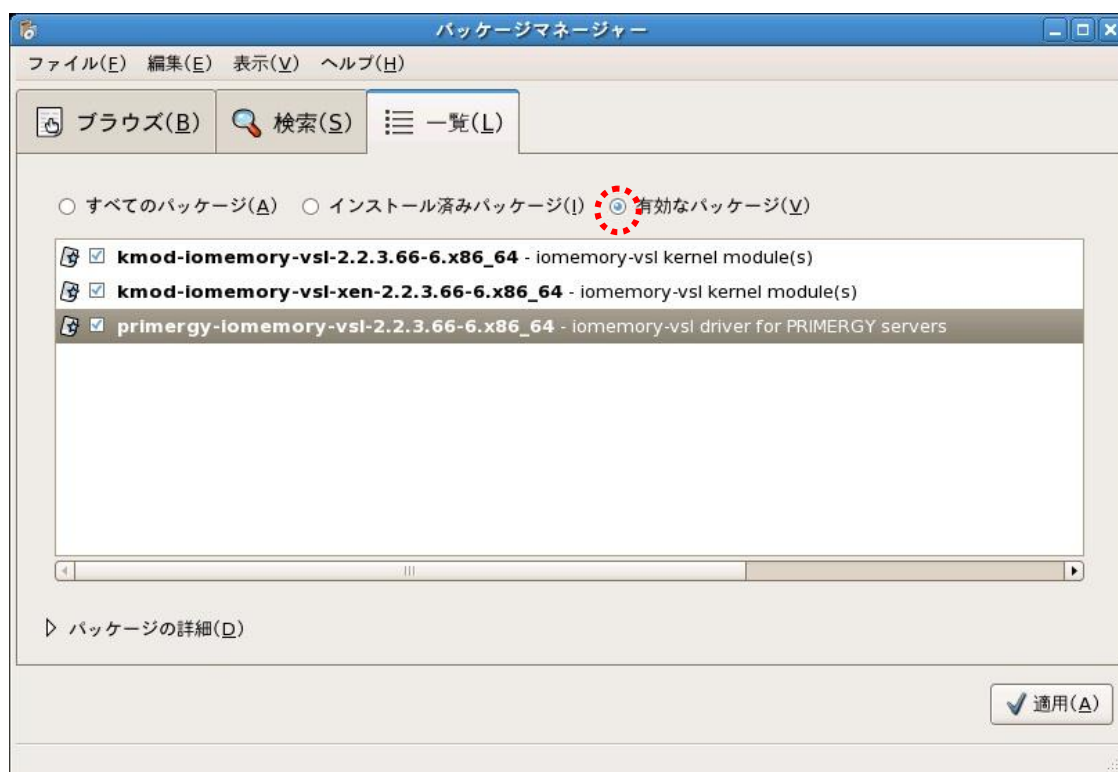 パッケージマネージャー
ファイル(F) 編集(E) 表示(V) ヘルプ(H)
ブラウズ(B) 検索(S) 一覧(L)
すべてのパッケージ(A) インストール済みパッケージ(I) 有効なパッケージ(V)
kmod-iomemory-vsl-2.2.3.66-6.x86_64 - iomemory-vsl kernel module(s)
kmod-iomemory-vsl-xen-2.2.3.66-6.x86_64 - iomemory-vsl kernel module(s)
primergy-iomemory-vsl-2.2.3.66-6.x86_64 - iomemory-vsl driver for PRIMERGY servers
パッケージの詳細(D)
適用(A)